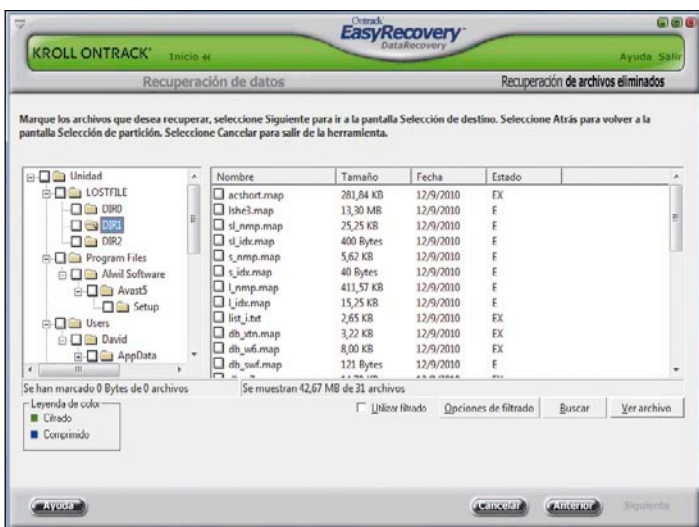 Ontrack
EasyRecovery™
DataRecovery
KROLL ONTRACK® Inicio
Ayuda Salir
Recuperación de datos
Recuperación de archivos eliminados
Marque los archivos que desea recuperar, seleccione Siguiente para ir a la pantalla Selección de destino. Seleccione Atrás para volver a la
pantalla Selección de partición. Seleccione Cancelar para salir de la herramienta.
Unidad
LOSTFILE
DIR0
DIR1
DIR2
Program Files
Alwil Software
Avast5
Setup
Users
David
AppData
Nombre Tamaño Fecha Estado
acshort.map 281,84 KB 12/9/2010 EX
lshe3.map 13,30 MB 12/9/2010 E
sl_nmp.map 25,25 KB 12/9/2010 E
sl_idx.map 400 Bytes 12/9/2010 E
s_nmp.map 5,62 KB 12/9/2010 E
s_idx.map 40 Bytes 12/9/2010 E
l_nmp.map 411,57 KB 12/9/2010 E
l_idx.map 15,25 KB 12/9/2010 E
list_i.txt 2,65 KB 12/9/2010 EX
db_xtn.map 3,22 KB 12/9/2010 EX
db_w6.map 8,00 KB 12/9/2010 EX
db_swf.map 121 Bytes 12/9/2010 E
Se han marcado 0 Bytes de 0 archivos
Se muestran 42,67 MB de 31 archivos
Leyenda de color
Cifrado
Comprimido
Utilizar filtrado
Opciones de filtrado
Buscar
Ver archivo
Ayuda
Cancelar
Anterior
Siguiente